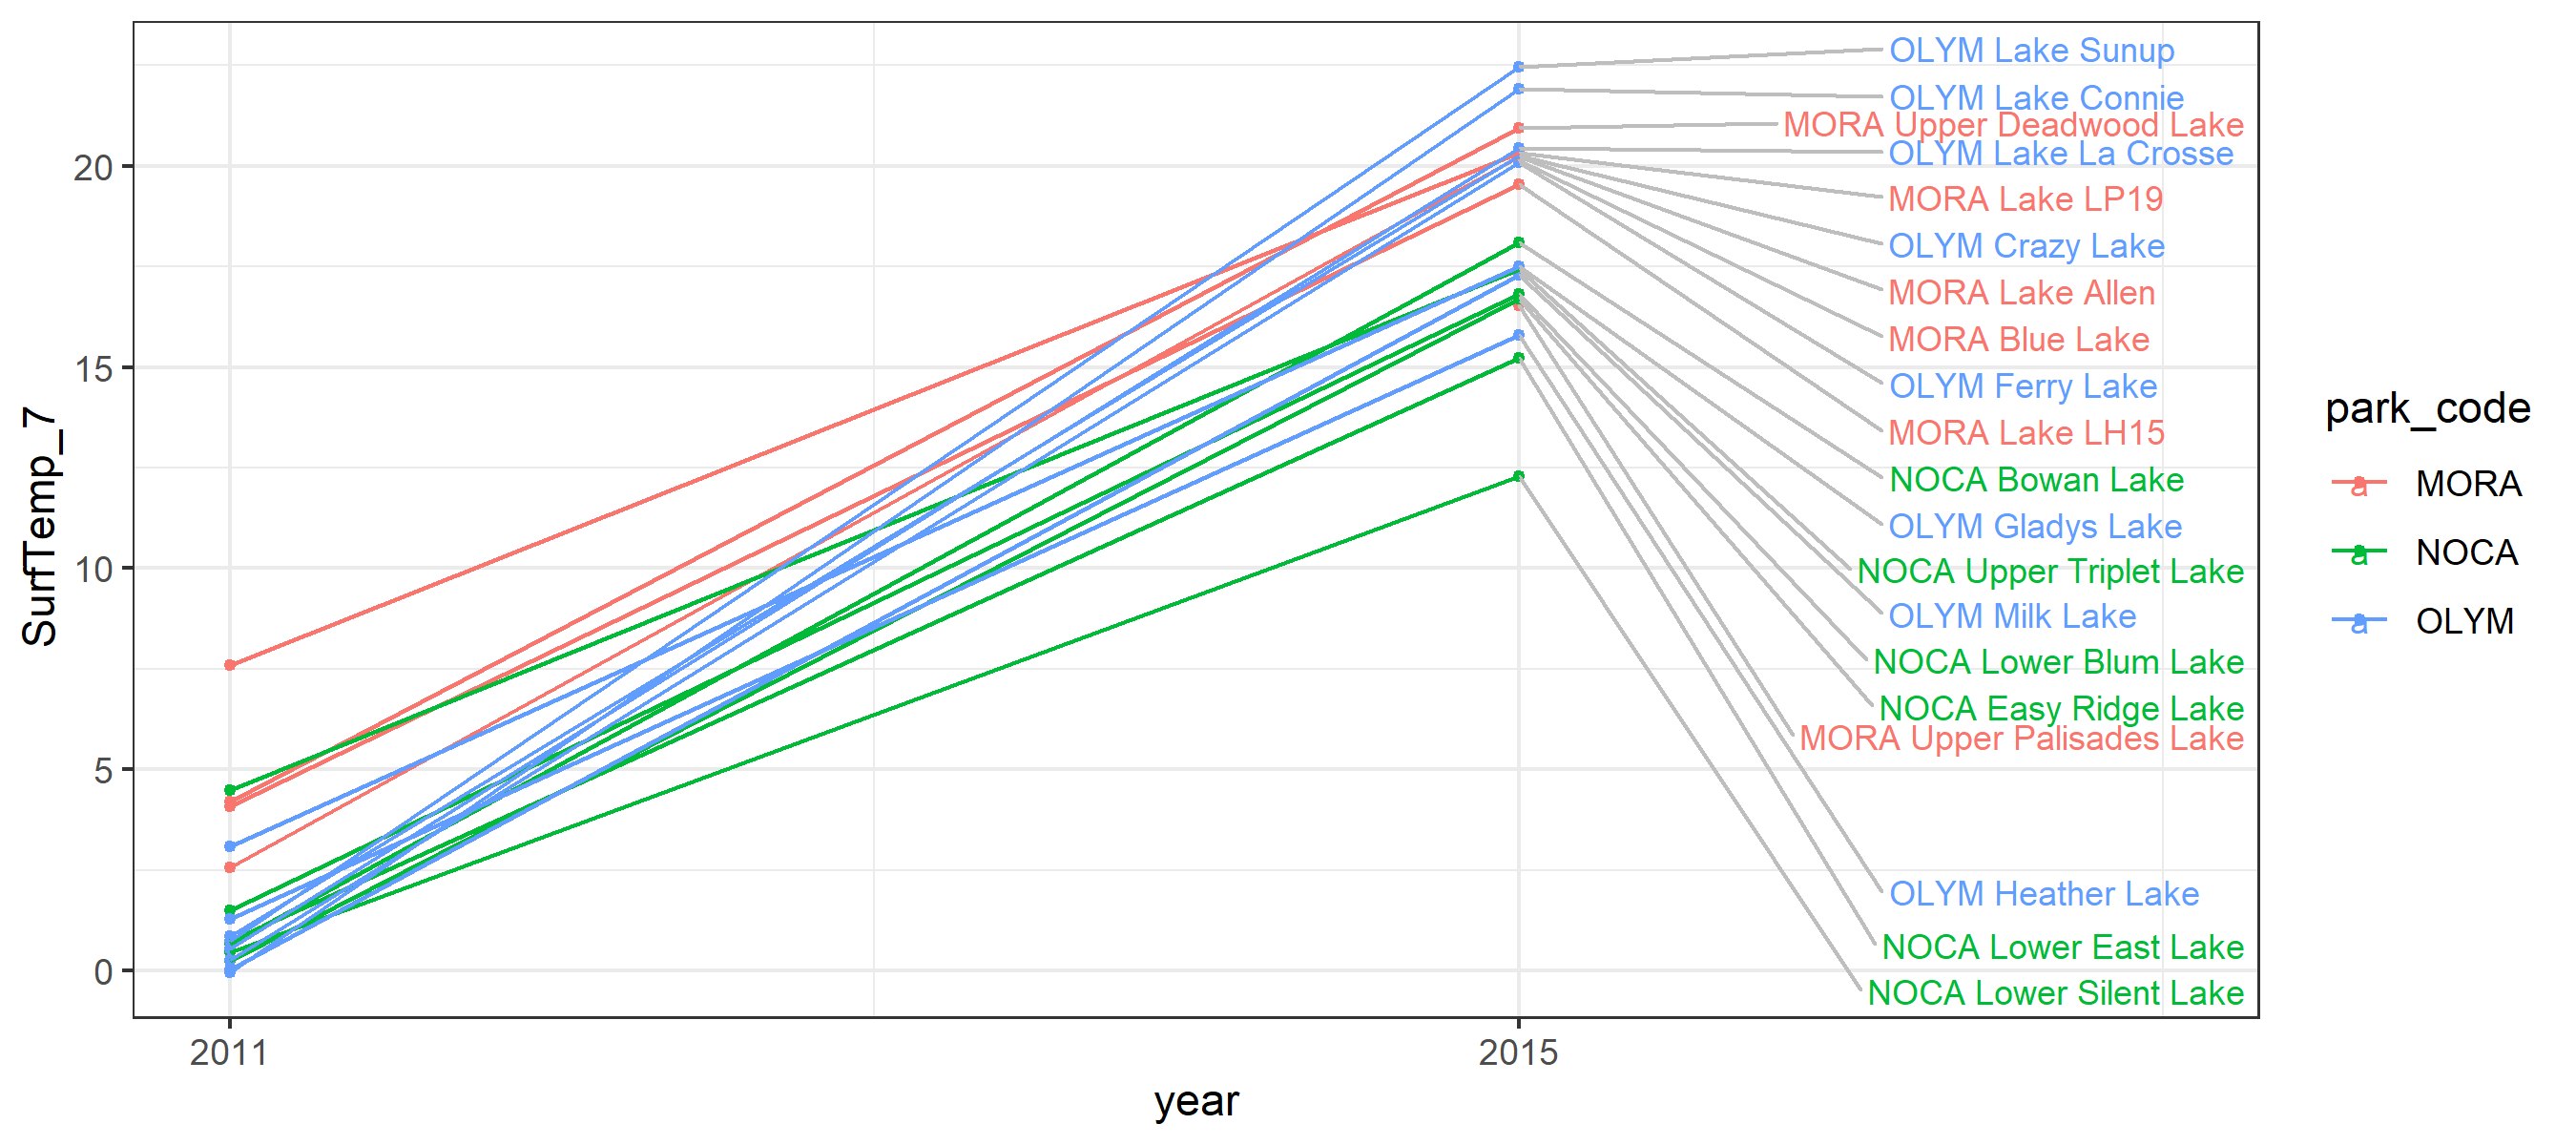 SurfTemp_7
20
15
10
5
0
2011
2015
year
OLYM Lake Sunup
OLYM Lake Connie
MORA Upper Deadwood Lake
OLYM Lake La Crosse
MORA Lake LP19
OLYM Crazy Lake
MORA Lake Allen
MORA Blue Lake
OLYM Ferry Lake
MORA Lake LH15
NOCA Bowan Lake
OLYM Gladys Lake
NOCA Upper Triplet Lake
OLYM Milk Lake
NOCA Lower Blum Lake
NOCA Easy Ridge Lake
MORA Upper Palisades Lake
OLYM Heather Lake
NOCA Lower East Lake
NOCA Lower Silent Lake
park_code
a MORA
a NOCA
a OLYM